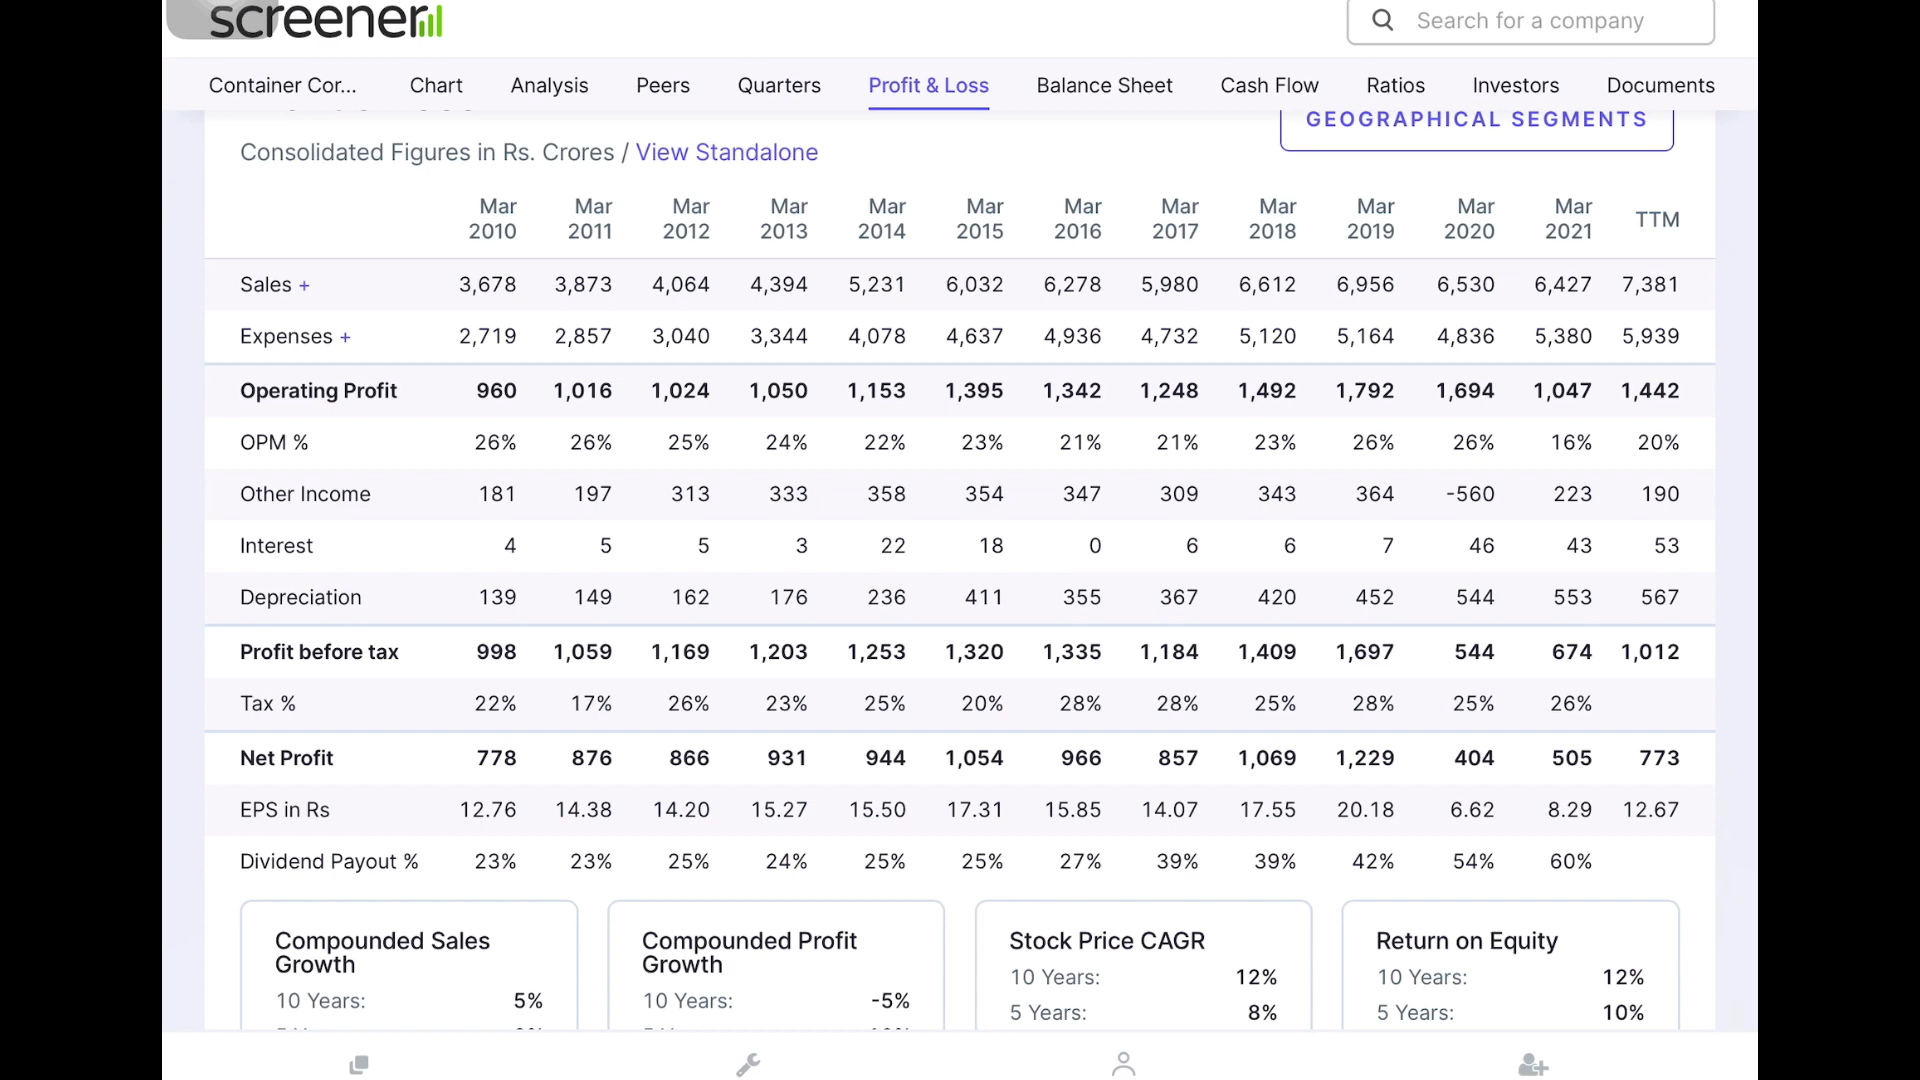 screener
Search for a company
Container Cor... Chart Analysis Peers Quarters Profit & Loss Balance Sheet Cash Flow Ratios Investors Documents
GEOGRAPHICAL SEGMENTS
Consolidated Figures in Rs. Crores / View Standalone
Mar 2010 Mar 2011 Mar 2012 Mar 2013 Mar 2014 Mar 2015 Mar 2016 Mar 2017 Mar 2018 Mar 2019 Mar 2020 Mar 2021 TTM
Sales + 3,678 3,873 4,064 4,394 5,231 6,032 6,278 5,980 6,612 6,956 6,530 6,427 7,381
Expenses + 2,719 2,857 3,040 3,344 4,078 4,637 4,936 4,732 5,120 5,164 4,836 5,380 5,939
Operating Profit 960 1,016 1,024 1,050 1,153 1,395 1,342 1,248 1,492 1,792 1,694 1,047 1,442
OPM % 26% 26% 25% 24% 22% 23% 21% 21% 23% 26% 26% 16% 20%
Other Income 181 197 313 333 358 354 347 309 343 364 -560 223 190
Interest 4 5 5 3 22 18 0 6 6 7 46 43 53
Depreciation 139 149 162 176 236 411 355 367 420 452 544 553 567
Profit before tax 998 1,059 1,169 1,203 1,253 1,320 1,335 1,184 1,409 1,697 544 674 1,012
Tax % 22% 17% 26% 23% 25% 20% 28% 28% 25% 28% 25% 26%
Net Profit 778 876 866 931 944 1,054 966 857 1,069 1,229 404 505 773
EPS in Rs 12.76 14.38 14.20 15.27 15.50 17.31 15.85 14.07 17.55 20.18 6.62 8.29 12.67
Dividend Payout % 23% 23% 25% 24% 25% 25% 27% 39% 39% 42% 54% 60%
Compounded Sales
Growth
10 Years: 5%
Compounded Profit
Growth
10 Years: -5%
Stock Price CAGR
10 Years: 12%
5 Years: 8%
Return on Equity
10 Years: 12%
5 Years: 10%